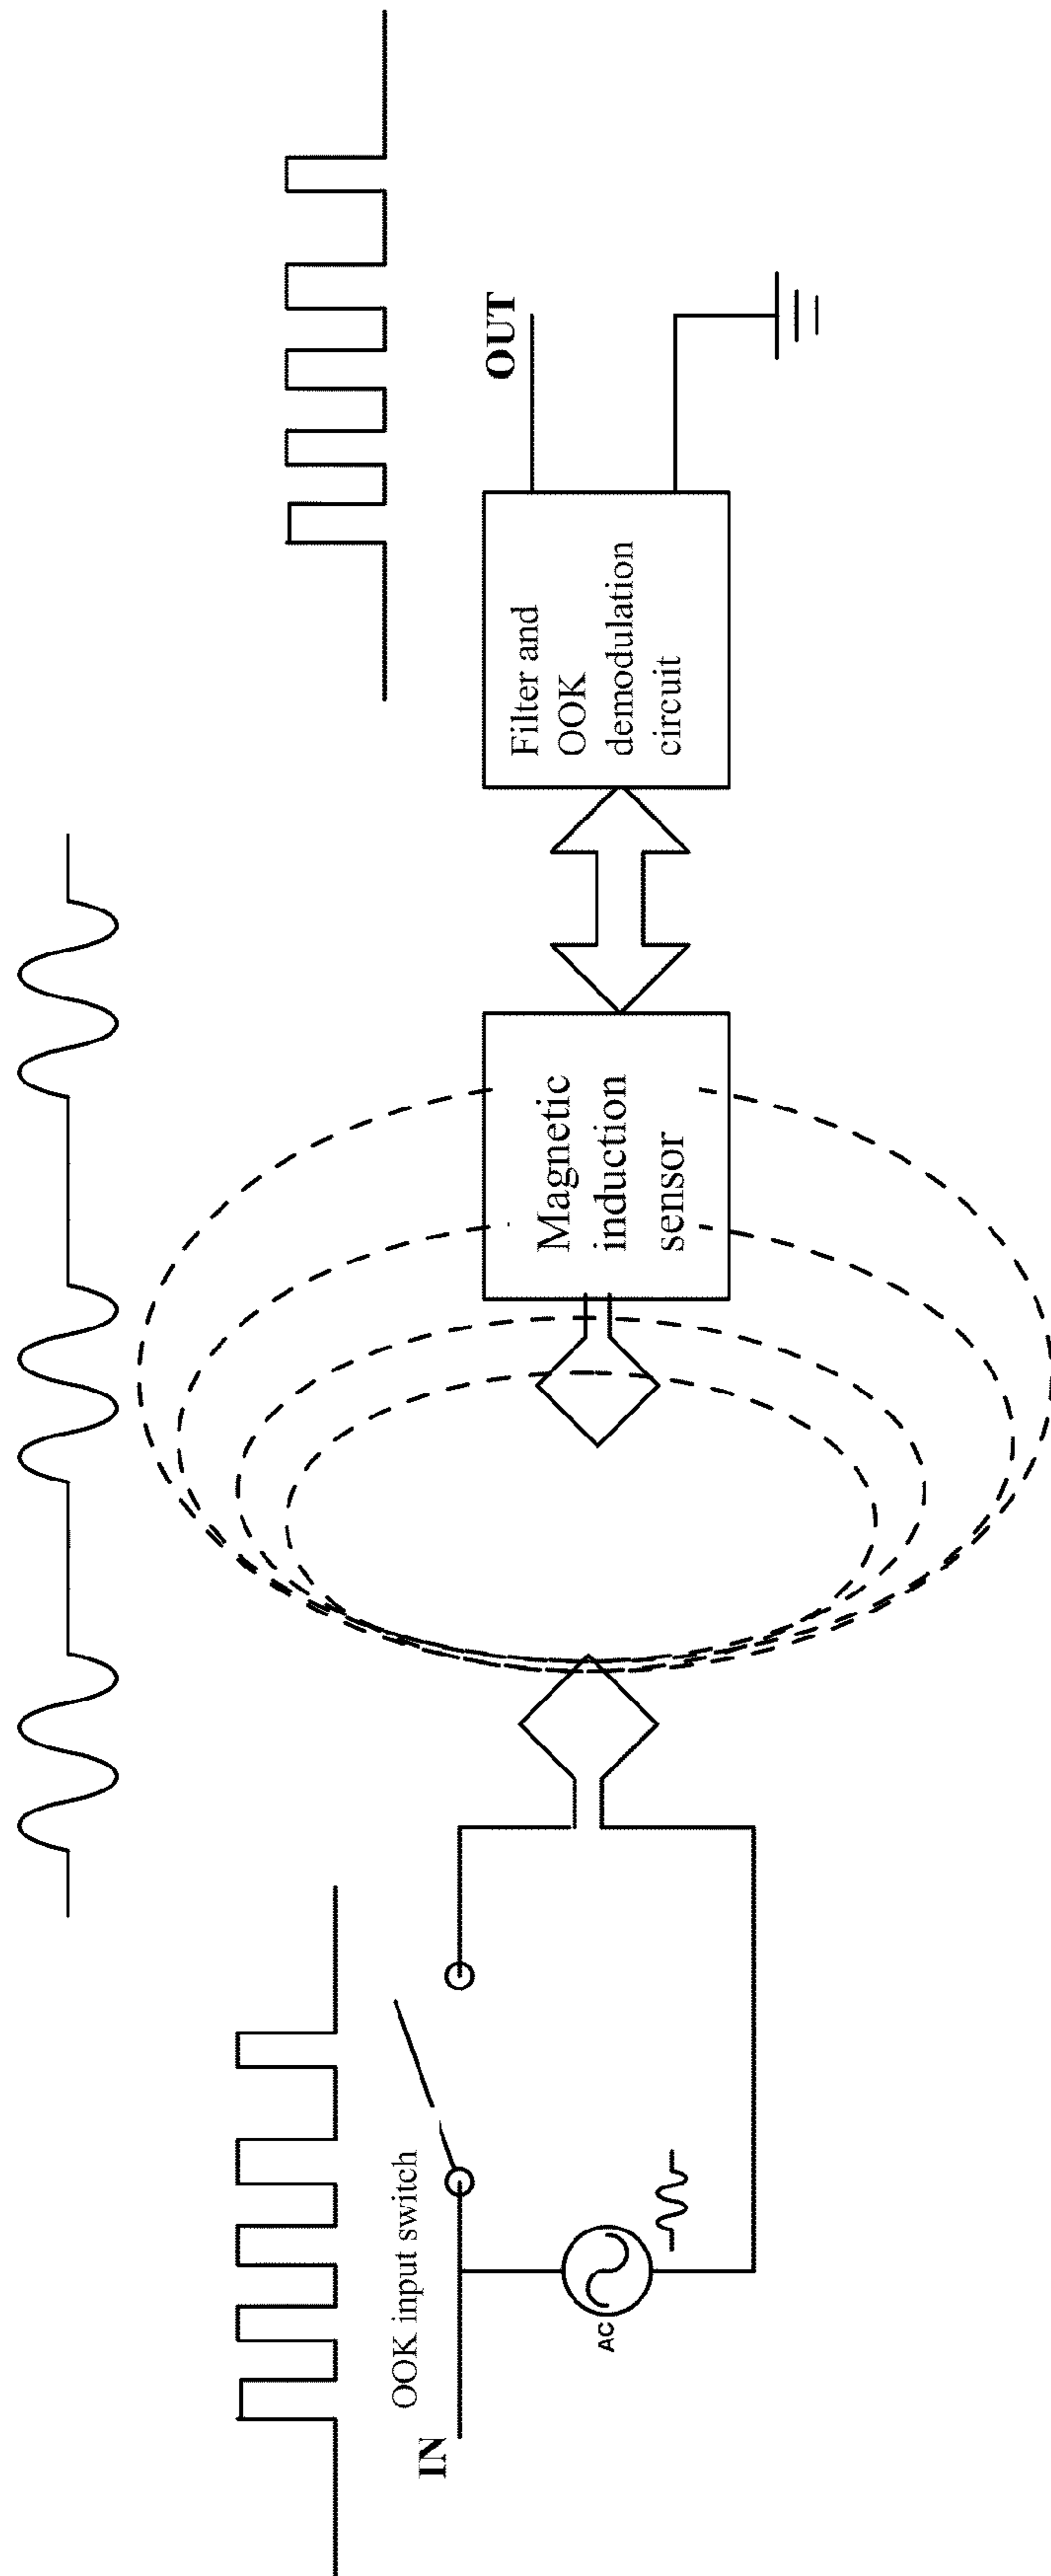 IN
OOK input switch
AC
Magnetic
induction
sensor
Filter and
OOK
demodulation
circuit
OUT